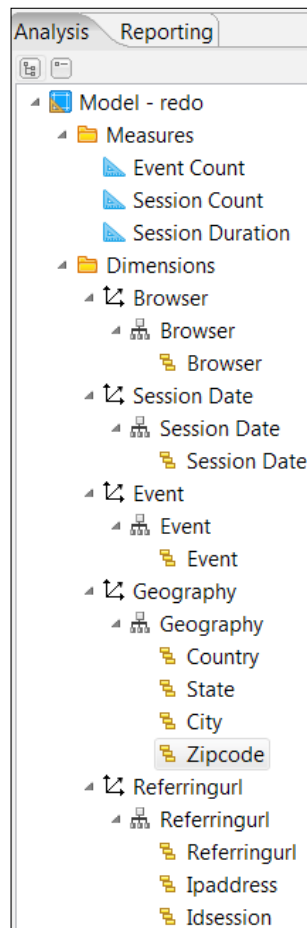 Analysis Reporting
Model - redo
Measures
Event Count
Session Count
Session Duration
Dimensions
Browser
Browser
Browser
Session Date
Session Date
Session Date
Event
Event
Event
Geography
Geography
Country
State
City
Zipcode
Referringurl
Referringurl
Referringurl
Ipaddress
Idsession